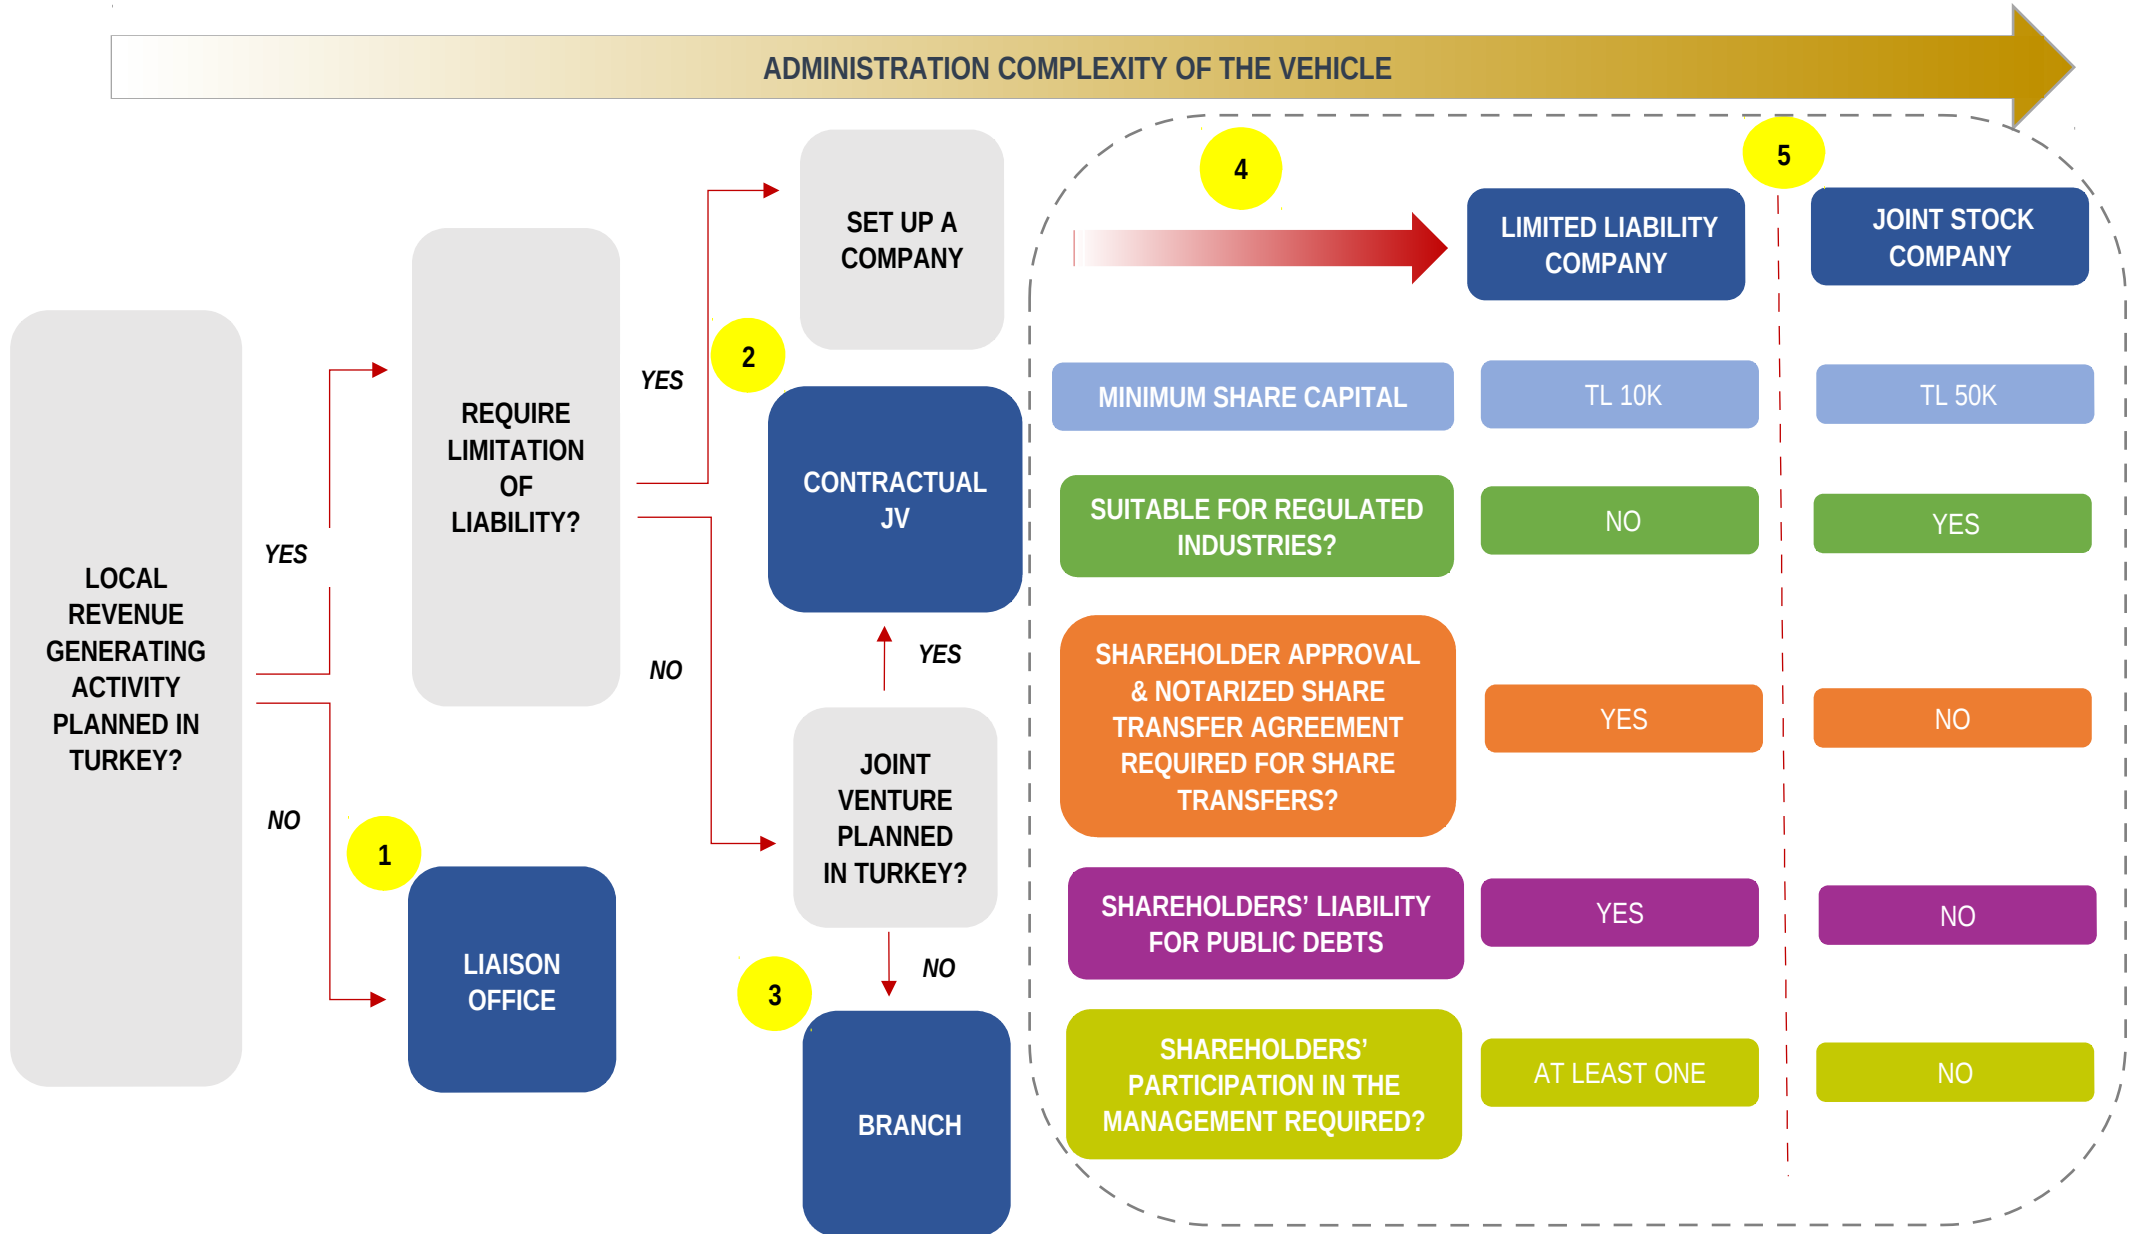 ADMINISTRATION COMPLEXITY OF THE VEHICLE
LOCAL
REVENUE
GENERATING
ACTIVITY
PLANNED IN
TURKEY?
YES
NO
1
LIAISON
OFFICE
REQUIRE
LIMITATION
OF
LIABILITY?
YES
NO
SET UP A
COMPANY
2
CONTRACTUAL
JV
YES
JOINT
VENTURE
PLANNED
IN TURKEY?
NO
3
BRANCH
4
5
LIMITED LIABILITY
COMPANY
JOINT STOCK
COMPANY
MINIMUM SHARE CAPITAL
TL 10K
TL 50K
SUITABLE FOR REGULATED
INDUSTRIES?
NO
YES
SHAREHOLDER APPROVAL
& NOTARIZED SHARE
TRANSFER AGREEMENT
REQUIRED FOR SHARE
TRANSFERS?
YES
NO
SHAREHOLDERS’ LIABILITY
FOR PUBLIC DEBTS
YES
NO
SHAREHOLDERS’
PARTICIPATION IN THE
MANAGEMENT REQUIRED?
AT LEAST ONE
NO